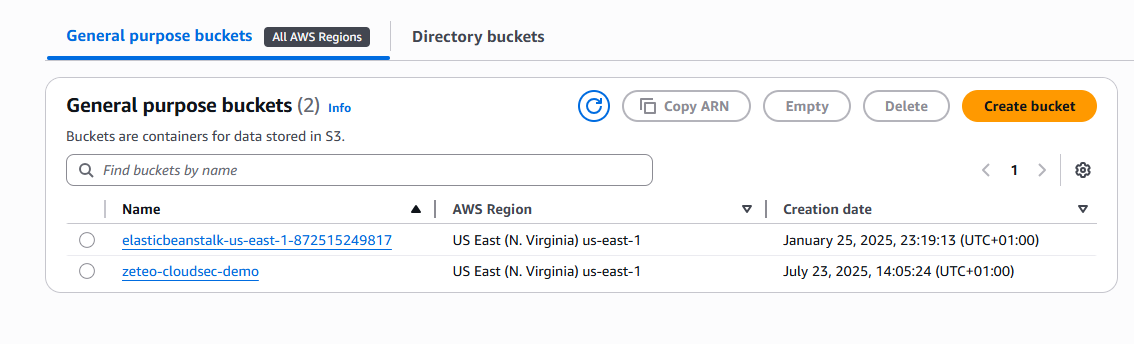 General purpose buckets All AWS Regions Directory buckets
General purpose buckets (2) Info Copy ARN Empty Delete Create bucket
Buckets are containers for data stored in S3.
Find buckets by name 1
Name AWS Region Creation date
elasticbeanstalk-us-east-1-872515249817 US East (N. Virginia) us-east-1 January 25, 2025, 23:19:13 (UTC+01:00)
zeteo-cloudsec-demo US East (N. Virginia) us-east-1 July 23, 2025, 14:05:24 (UTC+01:00)